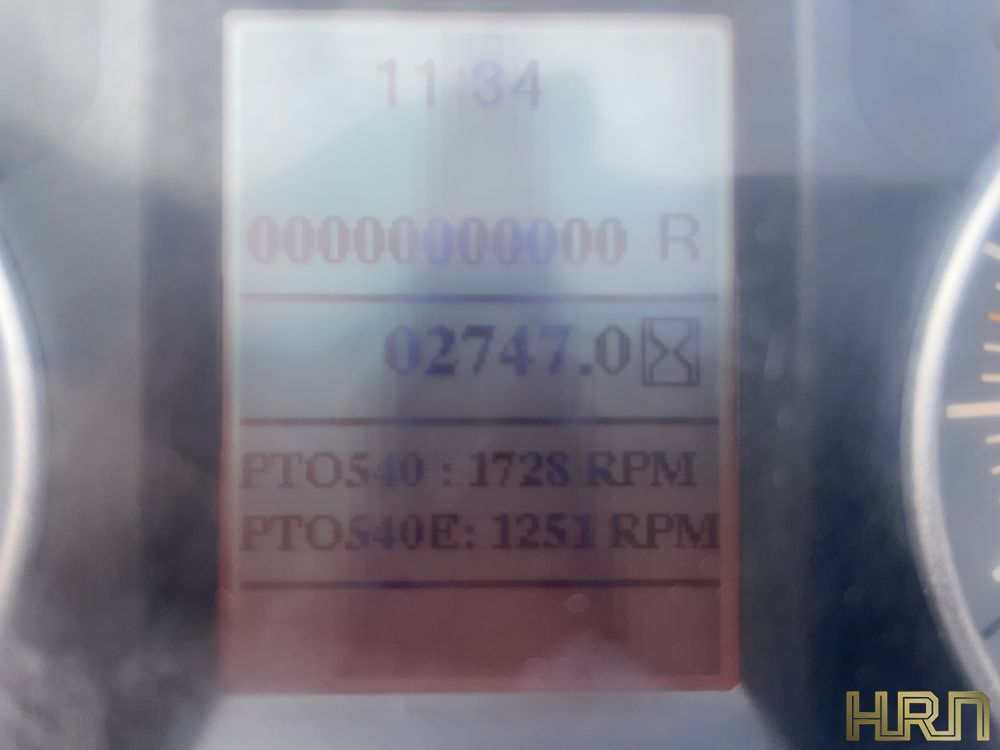 11:34
00000000000 R
02747.0
PTO540 : 1728 RPM
PTO540E: 1251 RPM
HRN